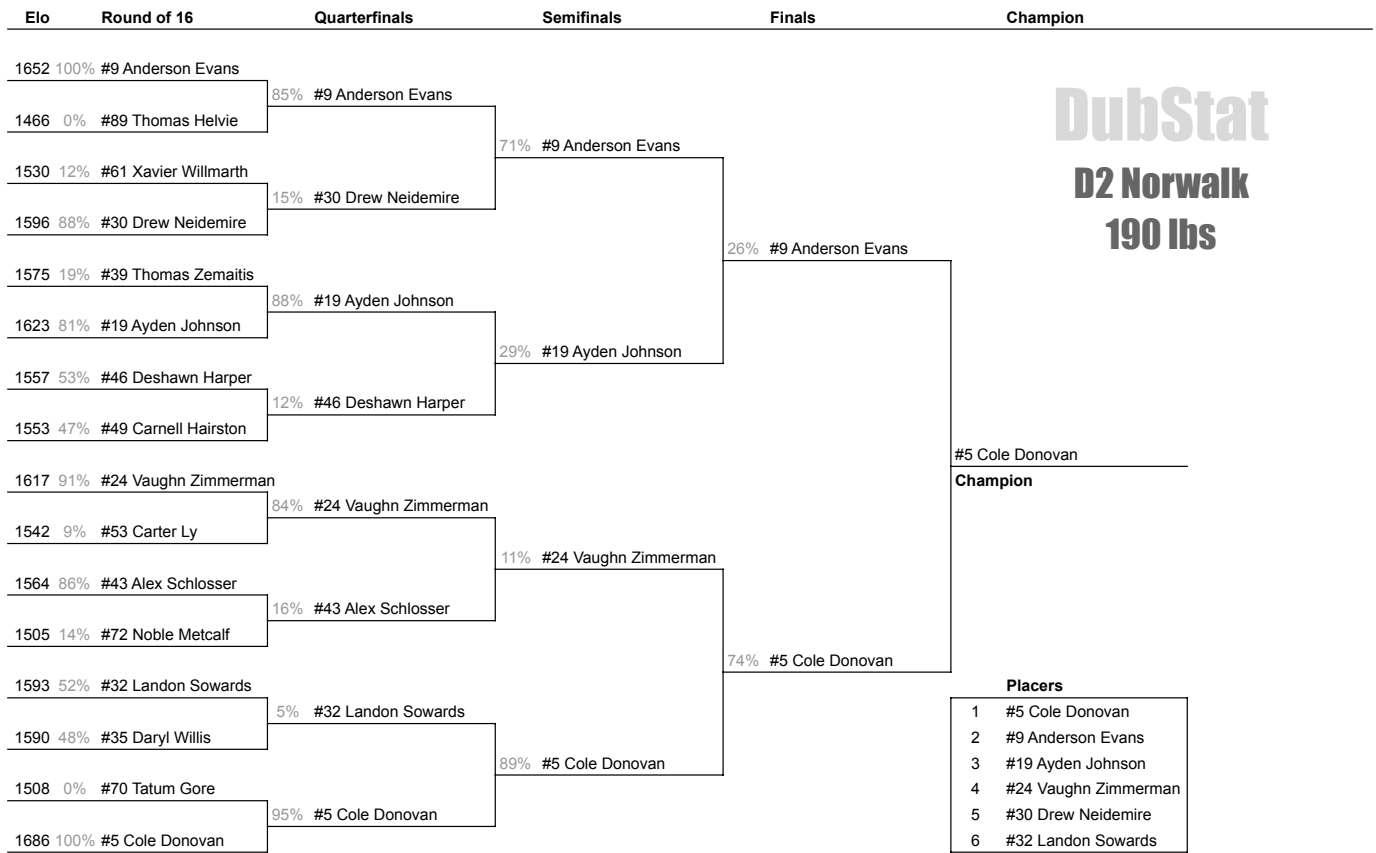 Elo Round of 16 Quarterfinals Semifinals Finals Champion
1652 100% #9 Anderson Evans
85% #9 Anderson Evans
1466 0% #89 Thomas Helvie
71% #9 Anderson Evans
1530 12% #61 Xavier Willmarth
15% #30 Drew Neidemire
1596 88% #30 Drew Neidemire
26% #9 Anderson Evans
1575 19% #39 Thomas Zemaitis
88% #19 Ayden Johnson
1623 81% #19 Ayden Johnson
29% #19 Ayden Johnson
1557 53% #46 Deshawn Harper
12% #46 Deshawn Harper
1553 47% #49 Carnell Hairston
#5 Cole Donovan
Champion
1617 91% #24 Vaughn Zimmerman
84% #24 Vaughn Zimmerman
1542 9% #53 Carter Ly
11% #24 Vaughn Zimmerman
1564 86% #43 Alex Schlosser
16% #43 Alex Schlosser
1505 14% #72 Noble Metcalf
74% #5 Cole Donovan
1593 52% #32 Landon Sowards
5% #32 Landon Sowards
1590 48% #35 Daryl Willis
89% #5 Cole Donovan
1508 0% #70 Tatum Gore
95% #5 Cole Donovan
1686 100% #5 Cole Donovan
DubStat
D2 Norwalk
190 lbs
Placers
1 #5 Cole Donovan
2 #9 Anderson Evans
3 #19 Ayden Johnson
4 #24 Vaughn Zimmerman
5 #30 Drew Neidemire
6 #32 Landon Sowards